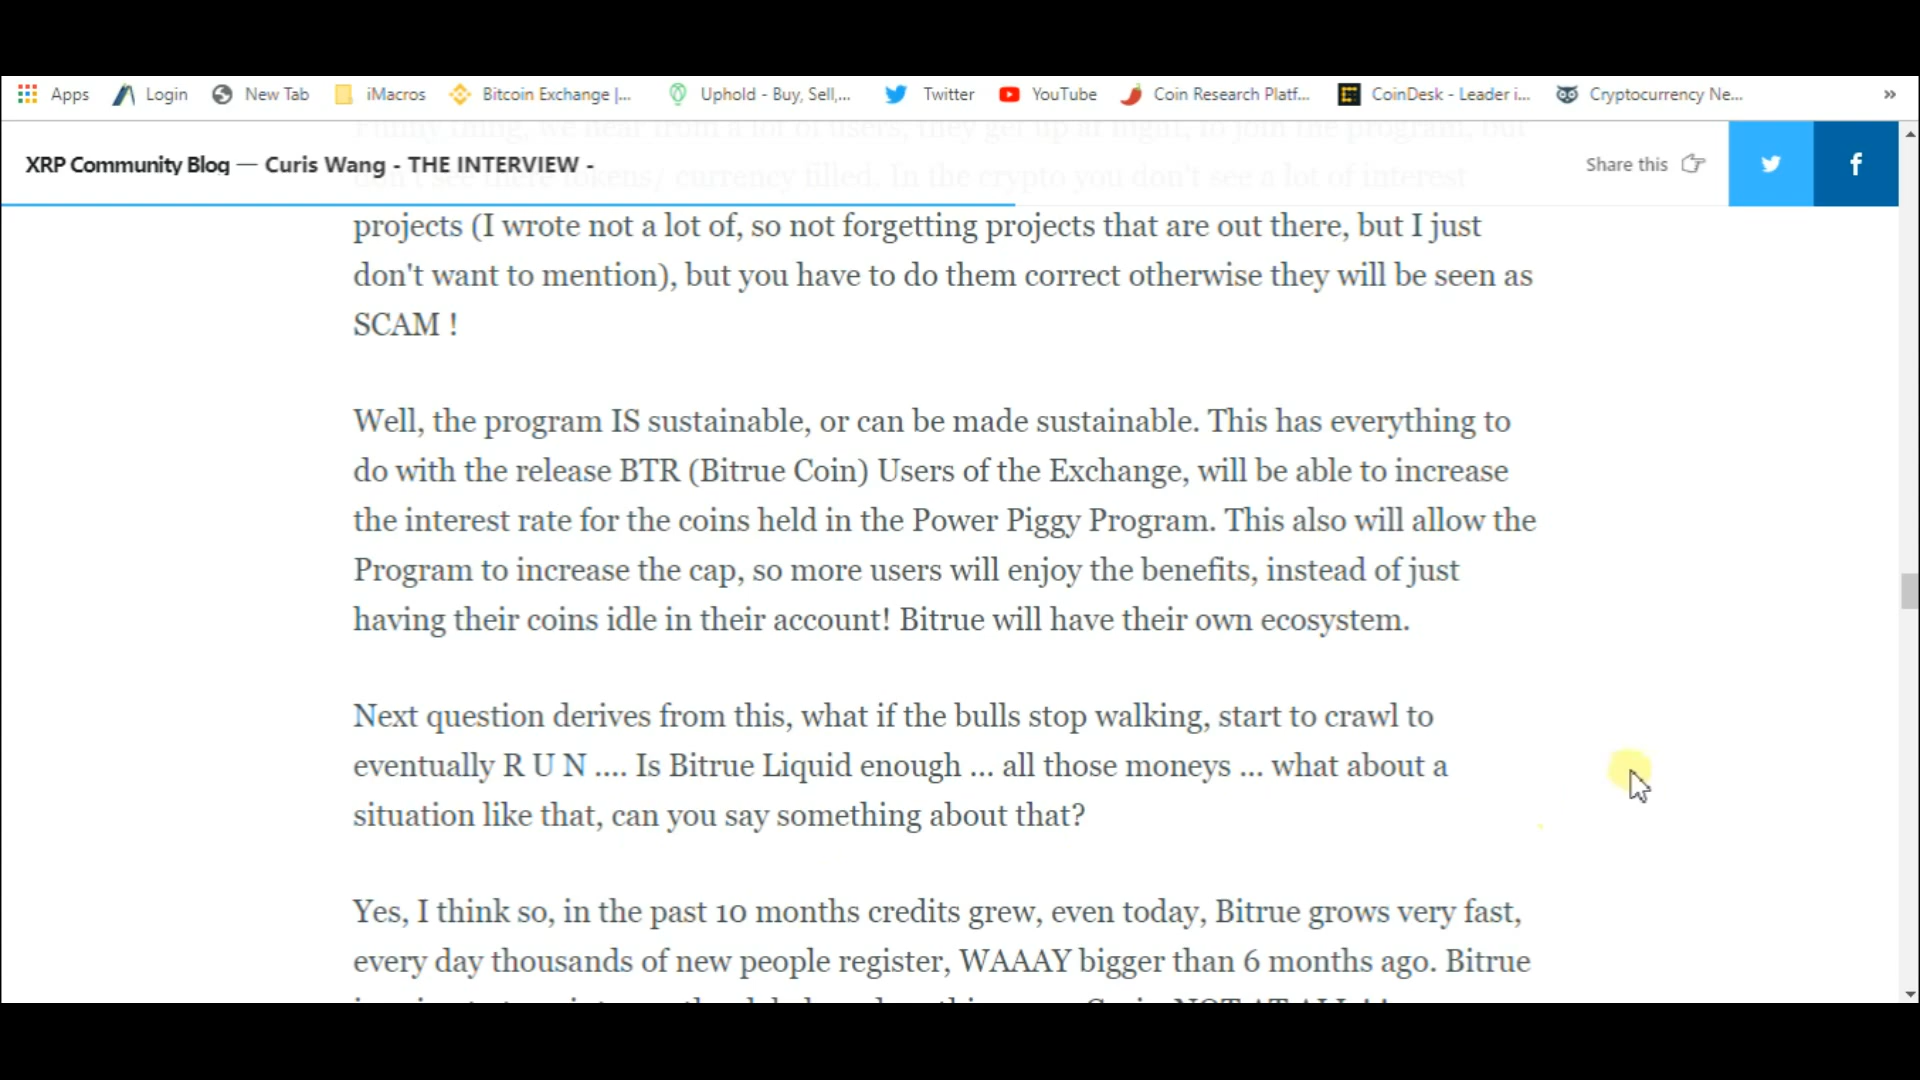 Apps Login New Tab iMacros Bitcoin Exchange |... Uphold - Buy, Sell,... Twitter YouTube Coin Research Platf... CoinDesk - Leader i... Cryptocurrency Ne... »
Funny thing, we hear from a lot of users, they get up at night, to join the program, but
XRP Community Blog — Curis Wang - THE INTERVIEW - Share this
don't see there tokens/ currency filled. In the crypto you don't see a lot of interest
projects (I wrote not a lot of, so not forgetting projects that are out there, but I just
don't want to mention), but you have to do them correct otherwise they will be seen as
SCAM !
Well, the program IS sustainable, or can be made sustainable. This has everything to
do with the release BTR (Bitrue Coin) Users of the Exchange, will be able to increase
the interest rate for the coins held in the Power Piggy Program. This also will allow the
Program to increase the cap, so more users will enjoy the benefits, instead of just
having their coins idle in their account! Bitrue will have their own ecosystem.
Next question derives from this, what if the bulls stop walking, start to crawl to
eventually R U N .... Is Bitrue Liquid enough ... all those moneys ... what about a
situation like that, can you say something about that?
Yes, I think so, in the past 10 months credits grew, even today, Bitrue grows very fast,
every day thousands of new people register, WAAAY bigger than 6 months ago. Bitrue
NOT AT ALL ! !